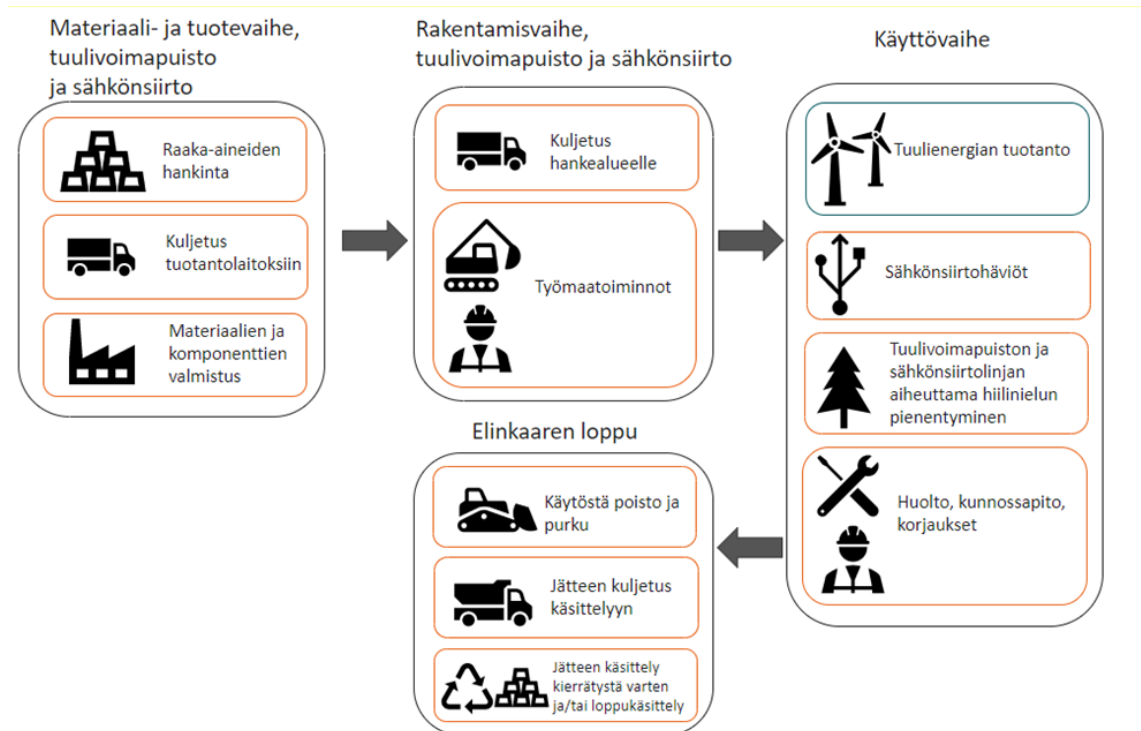 Materiaali- ja tuotevaihe,
tuulivoimapuisto
ja sähkönsiirto
Raaka-aineiden
hankinta
Kuljetus
tuotantolaitoksiin
Materiaalien ja
komponenttien
valmistus
Rakentamisvaihe,
tuulivoimapuisto ja sähkönsiirto
Kuljetus
hankealueelle
Työmaatoiminnot
Käyttövaihe
Tuulienergian tuotanto
Sähkönsiirtohäviöt
Tuulivoimapuiston ja
sähkönsiirtolinjan
aiheuttama hiilinielun
pienentyminen
Huolto, kunnossapito,
korjaukset
Elinkaaren loppu
Käytöstä poisto ja
purku
Jätteen kuljetus
käsittelyyn
Jätteen käsittely
kierrätystä varten
ja/tai loppukäsittely